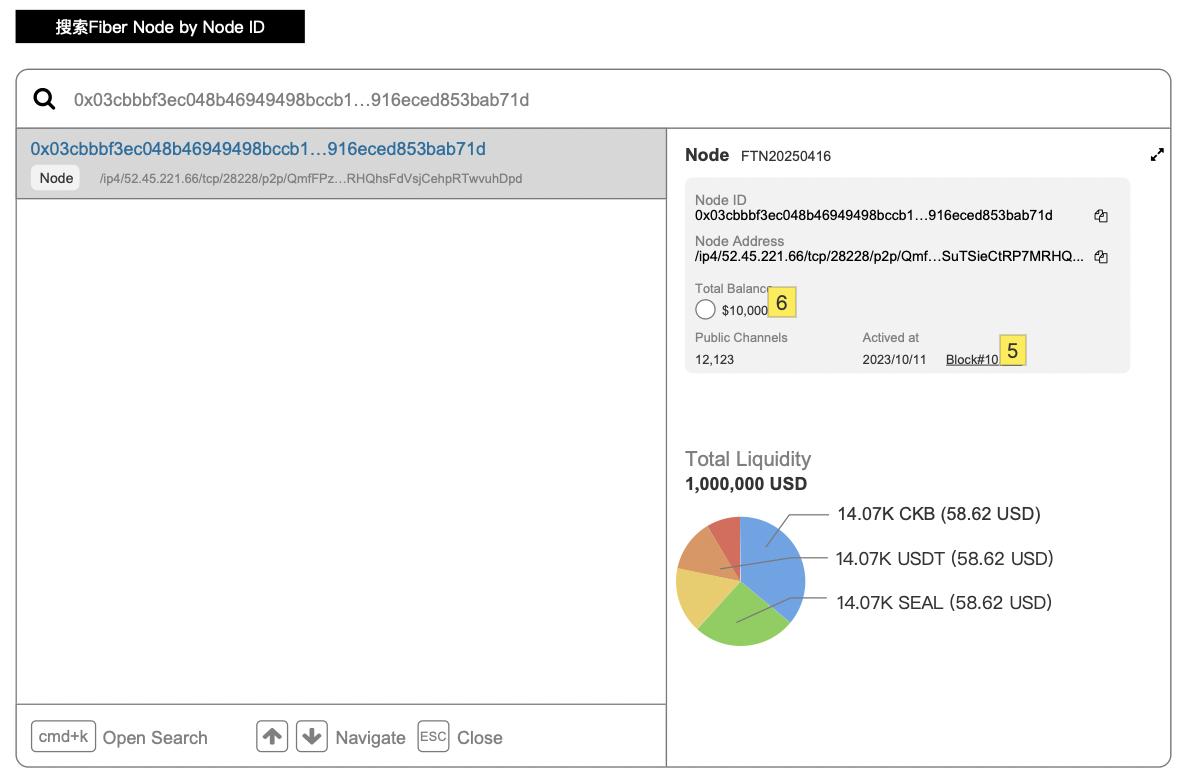 搜索Fiber Node by Node ID
0x03cbbbf3ec048b46949498bccb1…916eced853bab71d
0x03cbbbf3ec048b46949498bccb1…916eced853bab71d
Node /ip4/52.45.221.66/tcp/28228/p2p/QmfFPz…RHQhsFdVsjCehpRTwvuhDpd
Node FTN20250416
Node ID
0x03cbbbf3ec048b46949498bccb1…916eced853bab71d
Node Address
/ip4/52.45.221.66/tcp/28228/p2p/Qmf…SuTSieCtRP7MRHQ...
Total Balance
$10,000 6
Public Channels Actived at
12,123 2023/10/11 Block#10 5
Total Liquidity
1,000,000 USD
14.07K CKB (58.62 USD)
14.07K USDT (58.62 USD)
14.07K SEAL (58.62 USD)
cmd+k Open Search Navigate ESC Close